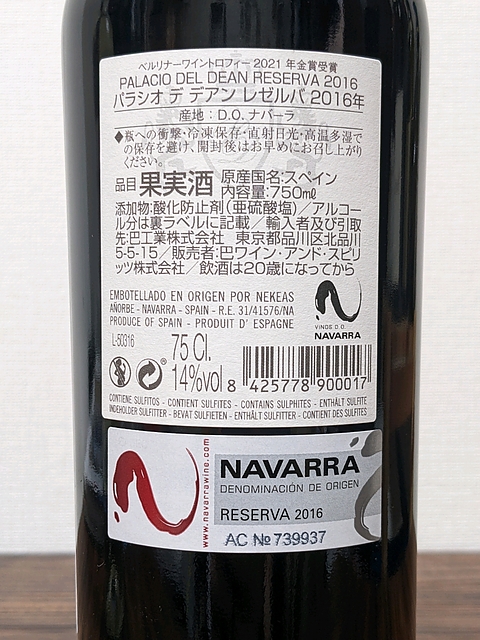 ベルリナーワイントロフィー 2021 年金賞受賞
PALACIO DEL DEAN RESERVA 2016
パラシオ デ デアン レゼルバ 2016年
産地：D.O. ナバーラ
◆瓶への衝撃・冷凍保存・直射日光・高温多湿で
の保存を避け、開封後はお早めにお召し上がり
ください。
品目 果実酒 原産国名:スペイン
内容量:750mℓ
添加物:酸化防止剤(亜硫酸塩)／アルコー
ル分は裏ラベルに記載／輸入者及び引取
先:巴工業株式会社 東京都品川区北品川
5-5-15／販売者:巴ワイン・アンド・スピリ
ッツ株式会社／飲酒は20歳になってから
EMBOTELLADO EN ORIGEN POR NEKEAS
AÑORBE - NAVARRA - SPAIN - R.E. 31/41576/NA
PRODUCE OF SPAIN - PRODUIT D' ESPAGNE
VINOS D.O.
NAVARRA
L-50316
75 Cl.
14%vol
8 425778 900017
CONTIENE SULFITOS - CONTIENT SULFITES - CONTAINS SULPHITES - ENTHALT SULFITE
INDEHOLDER SULFITTER - BEVAT SULFIETEN - ENTHÄLT SULFITTER - CONTENT DES SULFITES
www.navarrawine.com
NAVARRA
DENOMINACIÓN DE ORIGEN
RESERVA 2016
AC № 739937